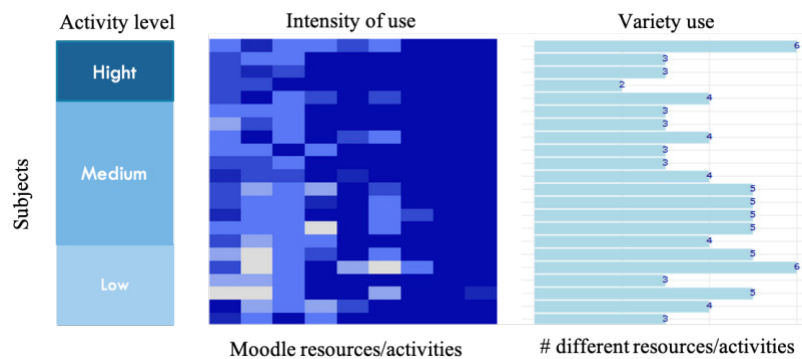 Activity level
Intensity of use
Variety use
Subjects
Hight
Medium
Low
6
3
3
2
4
3
3
4
3
3
4
5
5
5
5
4
5
6
3
5
4
3
Moodle resources/activities
# different resources/activities